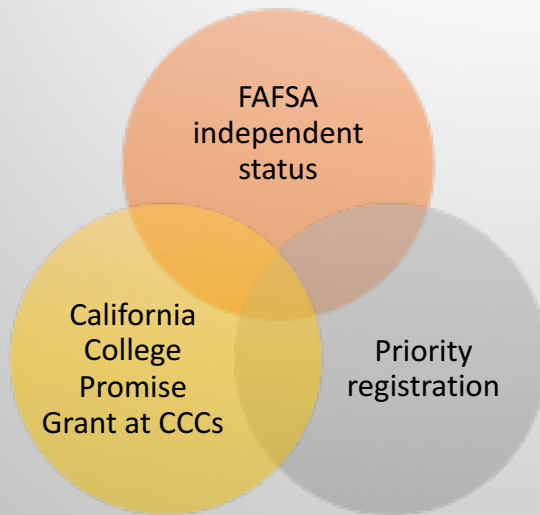 FAFSA
independent
status
California
College
Promise
Grant at CCCs
Priority
registration